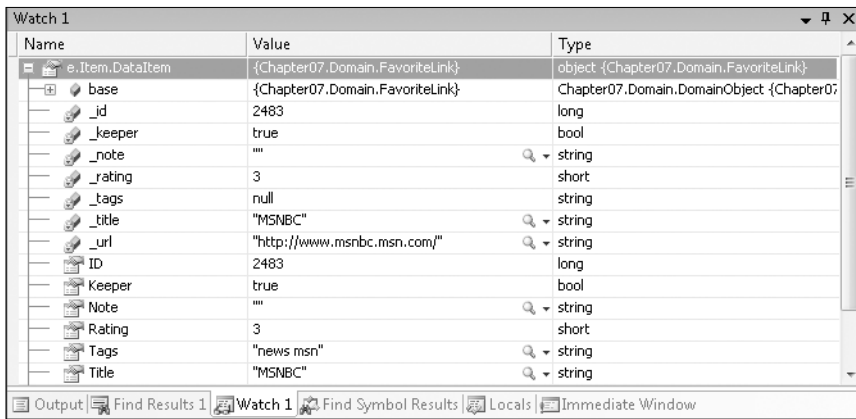 Watch 1
Name Value Type
e.Item.DataItem {Chapter07.Domain.FavoriteLink} object {Chapter07.Domain.FavoriteLink}
base {Chapter07.Domain.FavoriteLink} Chapter07.Domain.DomainObject {Chapter07
_id 2483 long
_keeper true bool
_note "" string
_rating 3 short
_tags null string
_title "MSNBC" string
_url "http://www.msnbc.msn.com/" string
ID 2483 long
Keeper true bool
Note "" string
Rating 3 short
Tags "news msn" string
Title "MSNBC" string
Output Find Results 1 Watch 1 Find Symbol Results Locals Immediate Window